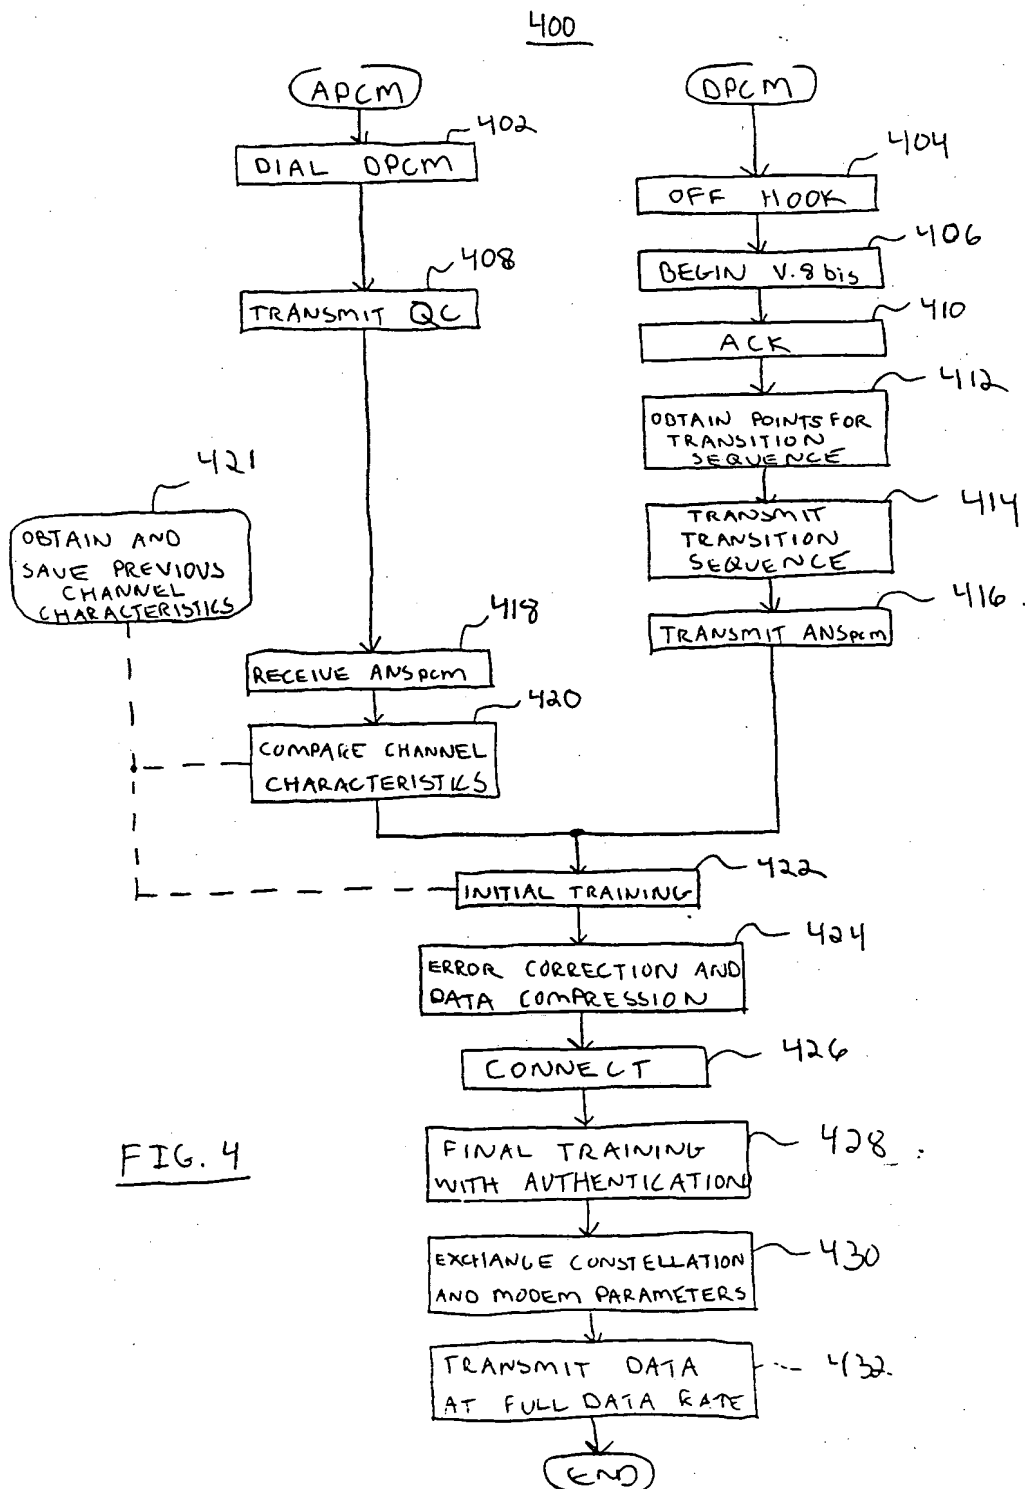 400
APCM
DPCM
402
DIAL DPCM
404
OFF HOOK
406
BEGIN V.8bis
408
TRANSMIT QC
410
ACK
412
OBTAIN POINTS FOR
TRANSITION
SEQUENCE
414
TRANSMIT
TRANSITION
SEQUENCE
416
TRANSMIT ANSpcm
421
OBTAIN AND
SAVE PREVIOUS
CHANNEL
CHARACTERISTICS
418
RECEIVE ANSpcm
420
COMPARE CHANNEL
CHARACTERISTICS
422
INITIAL TRAINING
424
ERROR CORRECTION AND
DATA COMPRESSION
426
CONNECT
428
FINAL TRAINING
WITH AUTHENTICATION
430
EXCHANGE CONSTELLATION
AND MODEM PARAMETERS
432
TRANSMIT DATA
AT FULL DATA RATE
END
FIG. 4